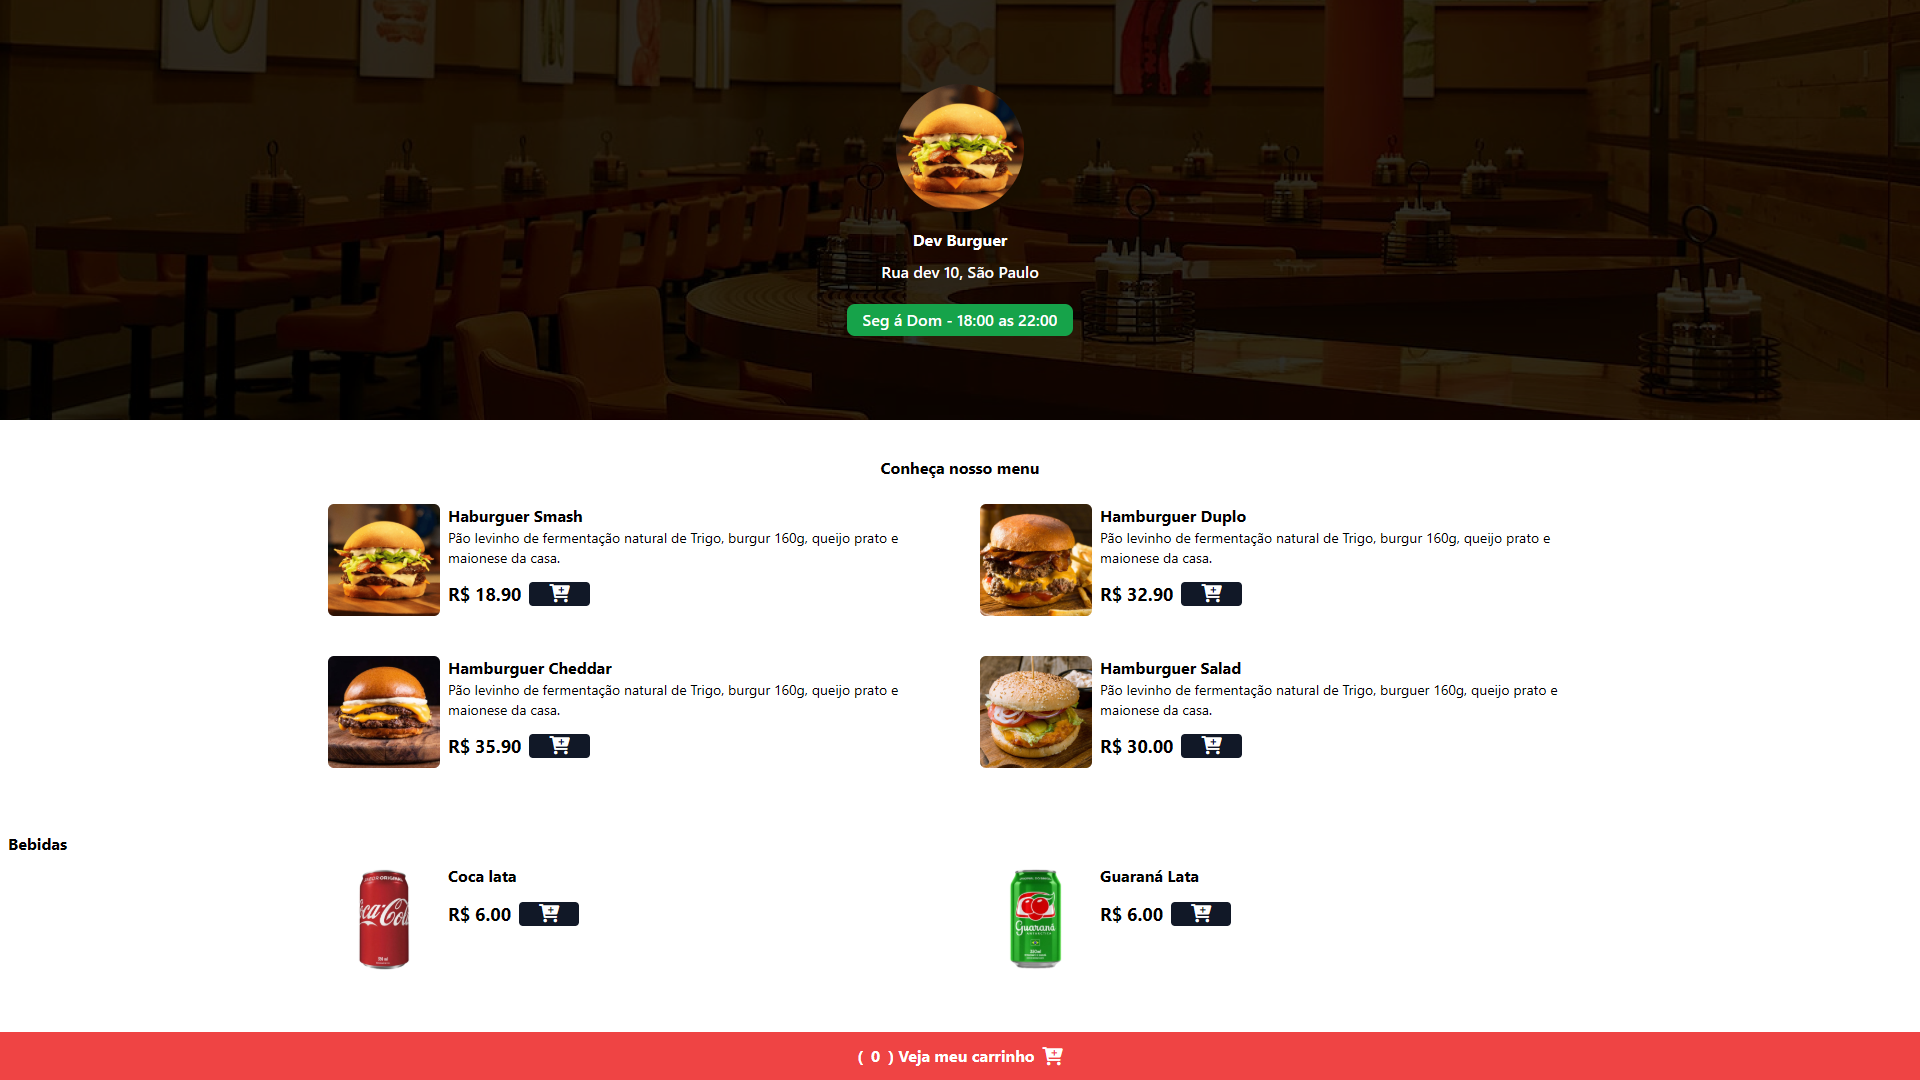 Dev Burguer
Rua dev 10, São Paulo
Seg á Dom - 18:00 as 22:00
Conheça nosso menu
Haburguer Smash
Pão levinho de fermentação natural de Trigo, burgur 160g, queijo prato e
maionese da casa.
R$ 18.90
Hamburguer Duplo
Pão levinho de fermentação natural de Trigo, burgur 160g, queijo prato e
maionese da casa.
R$ 32.90
Hamburguer Cheddar
Pão levinho de fermentação natural de Trigo, burgur 160g, queijo prato e
maionese da casa.
R$ 35.90
Hamburguer Salad
Pão levinho de fermentação natural de Trigo, burguer 160g, queijo prato e
maionese da casa.
R$ 30.00
Bebidas
Coca lata
R$ 6.00
Guaraná Lata
R$ 6.00
Guaraná
( 0 ) Veja meu carrinho